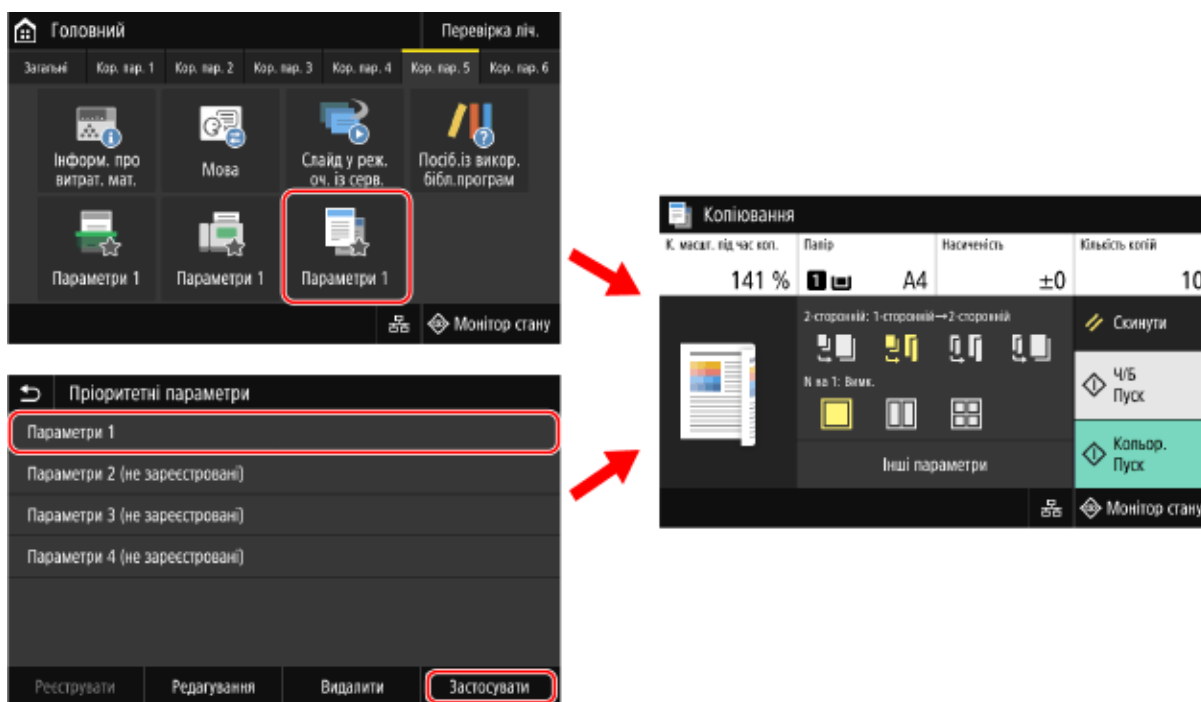 Головний
Перевірка ліч.
Загальні Кор. пар. 1 Кор. пар. 2 Кор. пар. 3 Кор. пар. 4 Кор. пар. 5 Кор. пар. 6
Інформ. про
витрат. мат.
Мова
Слайд у реж.
оч. із серв.
Посіб.із викор.
бібл.програм
Параметри 1
Параметри 1
Параметри 1
Монітор стану
Пріоритетні параметри
Параметри 1
Параметри 2 (не зареєстровані)
Параметри 3 (не зареєстровані)
Параметри 4 (не зареєстровані)
Реєструвати Редагування Видалити Застосувати
Копіювання
К. масшт. під час коп. Папір Насиченість Кількість копій
141 % 1 A4 ±0 10
2-сторонній: 1-сторонній→2-сторонній
N на 1: Вимк.
Інші параметри
Скинути
Ч/Б
Пуск
Кольор.
Пуск
Монітор стану